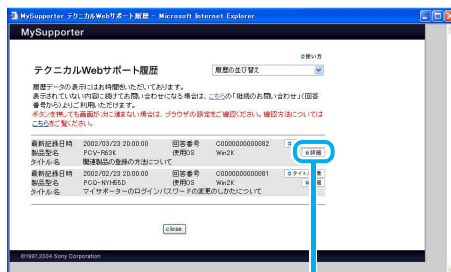 MySupporter テクニカルWebサポート履歴 - Microsoft Internet Explorer
MySupporter
使い方
テクニカルWebサポート履歴
履歴の並び替え
履歴データの表示にはお時間をいただいております。
表示されていない内容に続けてお問い合わせになる場合は、こちらの「継続のお問い合わせ」(回答
番号から)よりご利用いただけます。
ボタンを押しても画面が次に進まない場合は、ブラウザの設定をご確認ください。確認方法については
こちらをご覧ください。
最新記録日時 2002/03/23 20:00:00 回答番号 C0000000000082
製品型名 PCV-R63K 使用OS Win2K 詳細
タイトル名 関連製品の登録の方法について
最新記録日時 2002/02/23 20:00:00 回答番号 C0000000000081
製品型名 PCQ-NYH55D 使用OS Win2K
タイトル名 マイサポーターのログインパスワードの変更のしかたについて
close
©1997,2004 Sony Corporation